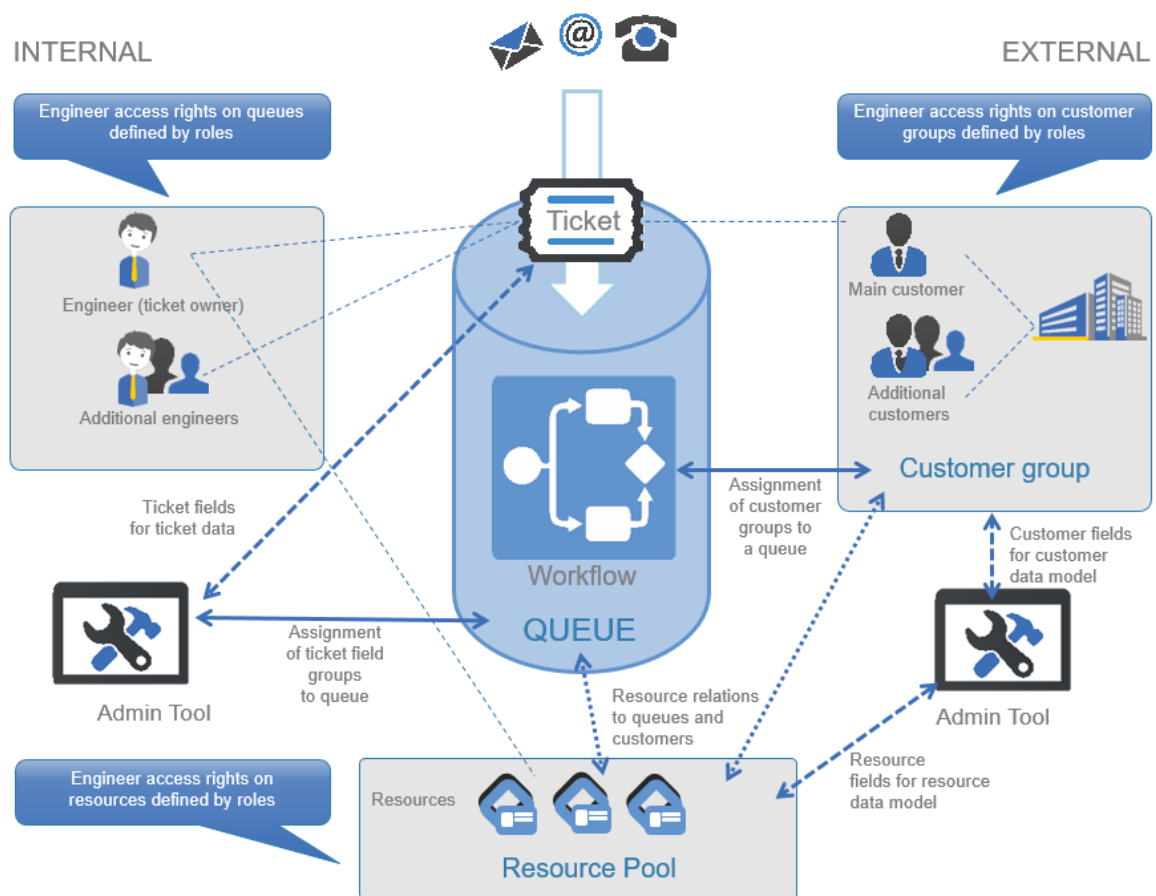 INTERNAL
EXTERNAL
@
Engineer access rights on queues
defined by roles
Engineer access rights on customer
groups defined by roles
Ticket
Engineer (ticket owner)
Additional engineers
Main customer
Additional
customers
Customer group
Ticket fields
for ticket data
Workflow
QUEUE
Assignment
of customer
groups to
a queue
Customer fields
for customer
data model
Admin Tool
Assignment
of ticket field
groups
to queue
Resource relations
to queues and
customers
Admin Tool
Resource
fields for resource
data model
Engineer access rights on
resources defined by roles
Resources
Resource Pool